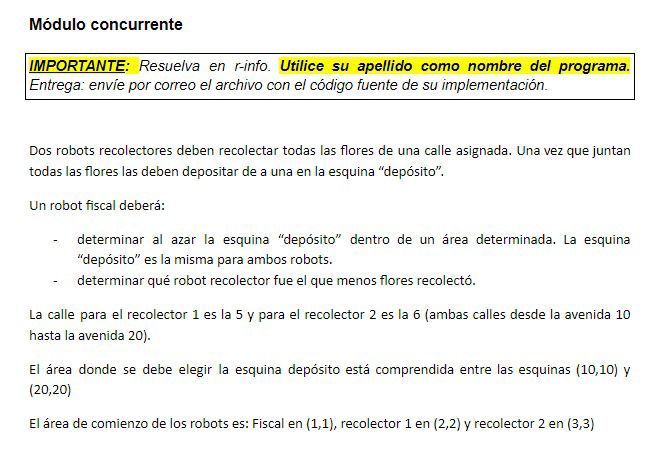 Módulo concurrente
IMPORTANTE: Resuelva en r-info. Utilice su apellido como nombre del programa.
Entrega: envíe por correo el archivo con el código fuente de su implementación.
Dos robots recolectores deben recolectar todas las flores de una calle asignada. Una vez que juntan
todas las flores las deben depositar de a una en la esquina “depósito”.
Un robot fiscal deberá:
- determinar al azar la esquina “depósito” dentro de un área determinada. La esquina
“depósito” es la misma para ambos robots.
- determinar qué robot recolector fue el que menos flores recolectó.
La calle para el recolector 1 es la 5 y para el recolector 2 es la 6 (ambas calles desde la avenida 10
hasta la avenida 20).
El área donde se debe elegir la esquina depósito está comprendida entre las esquinas (10,10) y
(20,20)
El área de comienzo de los robots es: Fiscal en (1,1), recolector 1 en (2,2) y recolector 2 en (3,3)